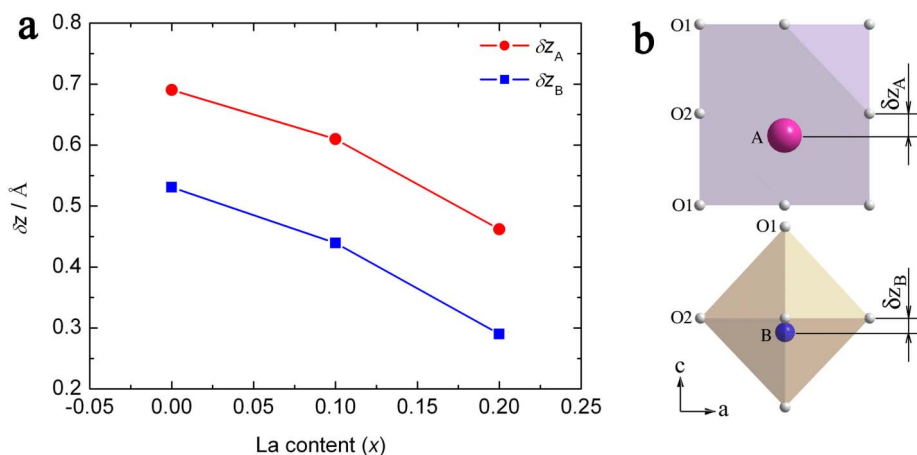 a
δz / Å
0.8
0.7
0.6
0.5
0.4
0.3
0.2
-0.05
0.00
0.05
0.10
0.15
0.20
0.25
La content (x)
δz_A
δz_B
b
O1
O2
A
O1
δz_A
O1
O2
B
δz_B
c
a